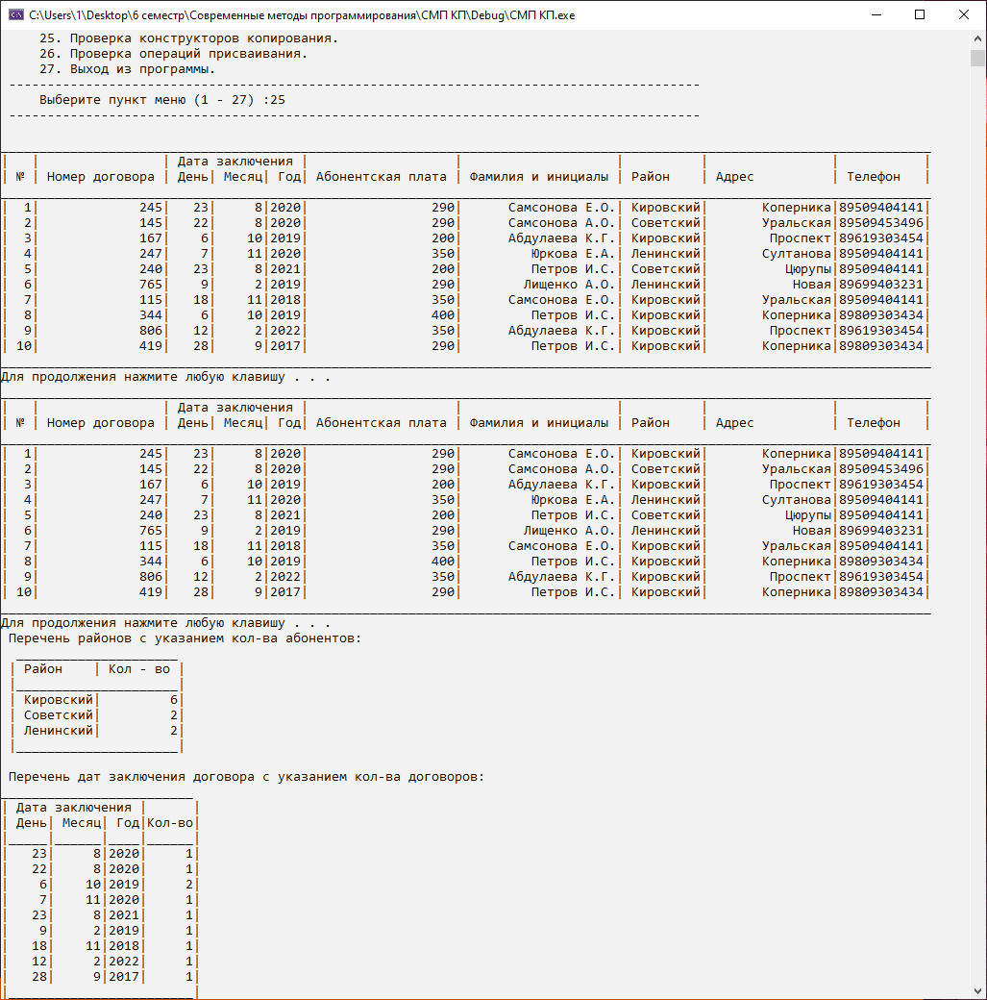 C:\Users\1\Desktop\6 семестр\Современные методы программирования\СМП КП\Debug\СМП КП.exe
25. Проверка конструкторов копирования.
26. Проверка операций присваивания.
27. Выход из программы.
------------------------------------------------------------------------------------------
Выберите пункт меню (1 - 27) :25
------------------------------------------------------------------------------------------
| | | Дата заключения | | | | | |
| № | Номер договора | День| Месяц| Год| Абонентская плата | Фамилия и инициалы | Район | Адрес | Телефон |
| 1| 245| 23| 8|2020| 290| Самсонова Е.О.| Кировский| Коперника|89509404141|
| 2| 145| 22| 8|2020| 290| Самсонова А.О.| Советский| Уральская|89509453496|
| 3| 167| 6| 10|2019| 200| Абдулаева К.Г.| Кировский| Проспект|89619303454|
| 4| 247| 7| 11|2020| 350| Юркова Е.А.| Ленинский| Султанова|89509404141|
| 5| 240| 23| 8|2021| 200| Петров И.С.| Советский| Цюрупы|89509404141|
| 6| 765| 9| 2|2019| 290| Лищенко А.О.| Ленинский| Новая|89699403231|
| 7| 115| 18| 11|2018| 350| Самсонова Е.О.| Кировский| Уральская|89509404141|
| 8| 344| 6| 10|2019| 400| Петров И.С.| Кировский| Коперника|89809303434|
| 9| 806| 12| 2|2022| 350| Абдулаева К.Г.| Кировский| Проспект|89619303454|
| 10| 419| 28| 9|2017| 290| Петров И.С.| Кировский| Коперника|89809303434|
Для продолжения нажмите любую клавишу . . .
| | | Дата заключения | | | | | |
| № | Номер договора | День| Месяц| Год| Абонентская плата | Фамилия и инициалы | Район | Адрес | Телефон |
| 1| 245| 23| 8|2020| 290| Самсонова Е.О.| Кировский| Коперника|89509404141|
| 2| 145| 22| 8|2020| 290| Самсонова А.О.| Советский| Уральская|89509453496|
| 3| 167| 6| 10|2019| 200| Абдулаева К.Г.| Кировский| Проспект|89619303454|
| 4| 247| 7| 11|2020| 350| Юркова Е.А.| Ленинский| Султанова|89509404141|
| 5| 240| 23| 8|2021| 200| Петров И.С.| Советский| Цюрупы|89509404141|
| 6| 765| 9| 2|2019| 290| Лищенко А.О.| Ленинский| Новая|89699403231|
| 7| 115| 18| 11|2018| 350| Самсонова Е.О.| Кировский| Уральская|89509404141|
| 8| 344| 6| 10|2019| 400| Петров И.С.| Кировский| Коперника|89809303434|
| 9| 806| 12| 2|2022| 350| Абдулаева К.Г.| Кировский| Проспект|89619303454|
| 10| 419| 28| 9|2017| 290| Петров И.С.| Кировский| Коперника|89809303434|
Для продолжения нажмите любую клавишу . . .
Перечень районов с указанием кол-ва абонентов:
| Район | Кол - во |
| Кировский| 6|
| Советский| 2|
| Ленинский| 2|
Перечень дат заключения договора с указанием кол-ва договоров:
| Дата заключения | |
| День| Месяц| Год|Кол-во|
| 23| 8|2020| 1|
| 22| 8|2020| 1|
| 6| 10|2019| 2|
| 7| 11|2020| 1|
| 23| 8|2021| 1|
| 9| 2|2019| 1|
| 18| 11|2018| 1|
| 12| 2|2022| 1|
| 28| 9|2017| 1|